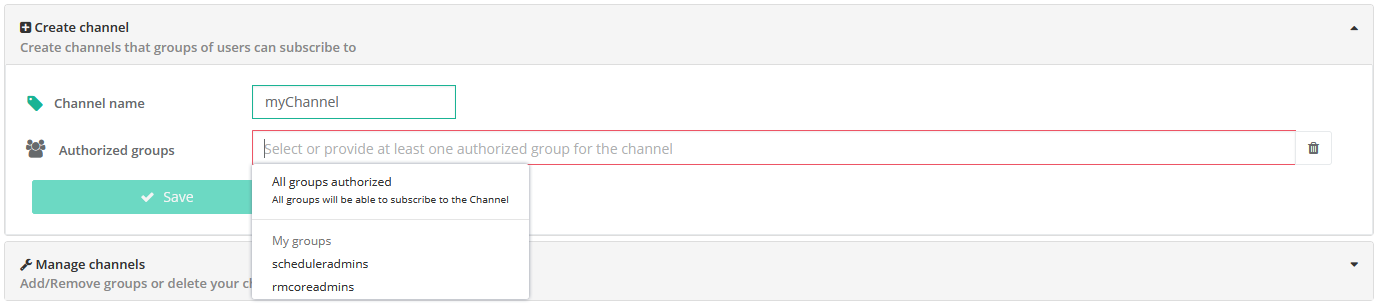 Create channel
Create channels that groups of users can subscribe to
Channel name
myChannel
Authorized groups
Select or provide at least one authorized group for the channel
Save
All groups authorized
All groups will be able to subscribe to the Channel
My groups
scheduleradmins
rmcoreadmins
Manage channels
Add/Remove groups or delete your